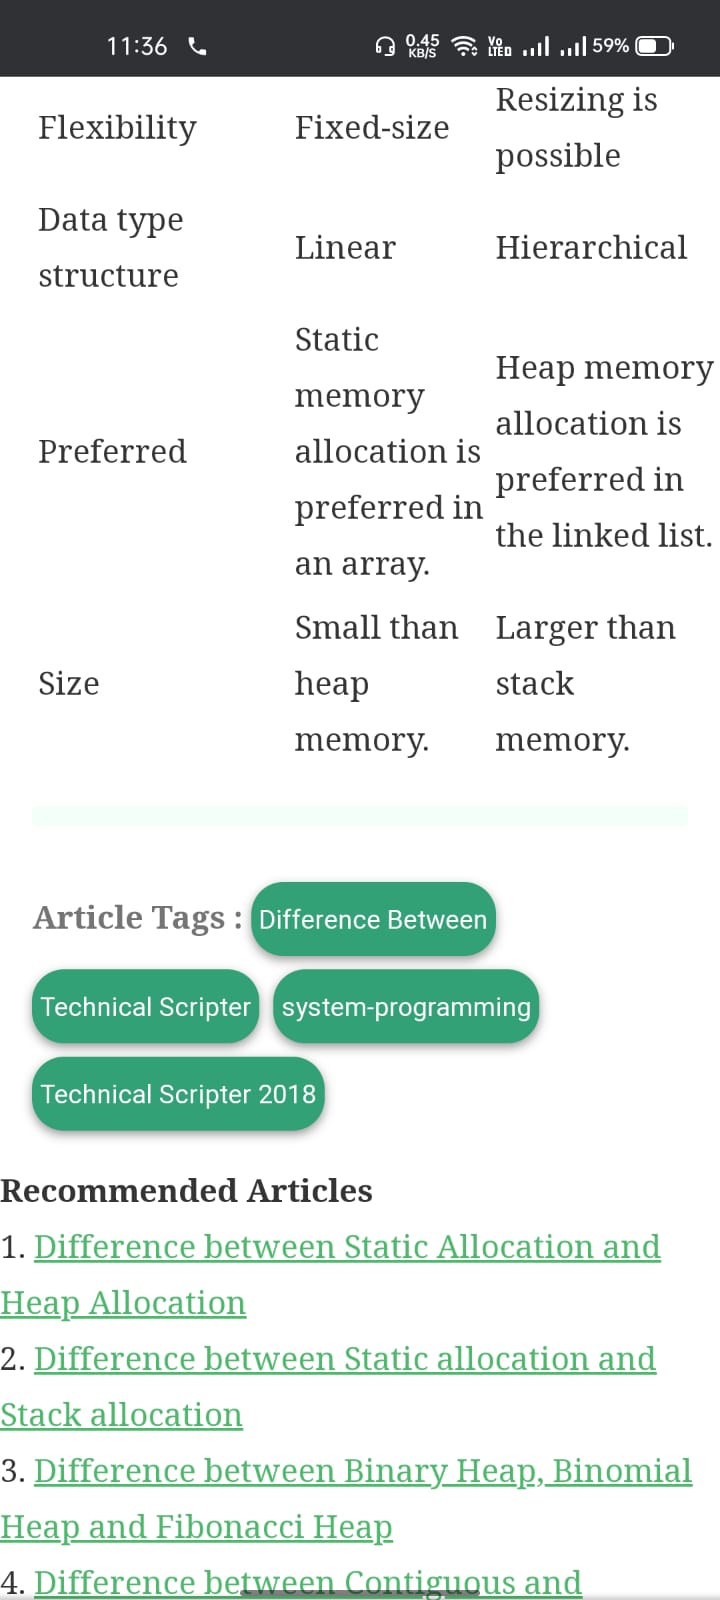 11:36
0.45 KB/S
Vo LTED
59%
Flexibility Fixed-size Resizing is possible
Data type structure Linear Hierarchical
Preferred Static memory allocation is preferred in an array. Heap memory allocation is preferred in the linked list.
Size Small than heap memory. Larger than stack memory.
Article Tags : Difference Between
Technical Scripter system-programming
Technical Scripter 2018
Recommended Articles
1. Difference between Static Allocation and
Heap Allocation
2. Difference between Static allocation and
Stack allocation
3. Difference between Binary Heap, Binomial
Heap and Fibonacci Heap
4. Difference between Contiguous and